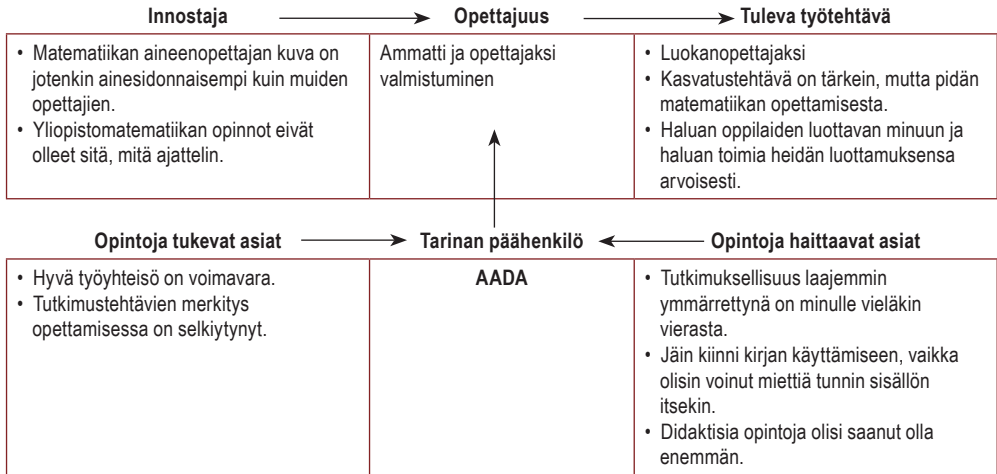 Innostaja Opettajuus Tuleva työtehtävä
• Matematiikan aineenopettajan kuva on
jotenkin ainesidonnaisempi kuin muiden
opettajien.
• Yliopistomatematiikan opinnot eivät
olleet sitä, mitä ajattelin.
Ammatti ja opettajaksi
valmistuminen
• Luokanopettajaksi
• Kasvatustehtävä on tärkein, mutta pidän
matematiikan opettamisesta.
• Haluan oppilaiden luottavan minuun ja
haluan toimia heidän luottamuksensa
arvoisesti.
Opintoja tukevat asiat Tarinan päähenkilö Opintoja haittaavat asiat
• Hyvä työyhteisö on voimavara.
• Tutkimustehtävien merkitys
opettamisessa on selkiytynyt.
AADA
• Tutkimuksellisuus laajemmin
ymmärrettynä on minulle vieläkin
vierasta.
• Jäin kiinni kirjan käyttämiseen, vaikka
olisin voinut miettiä tunnin sisällön
itsekin.
• Didaktisia opintoja olisi saanut olla
enemmän.